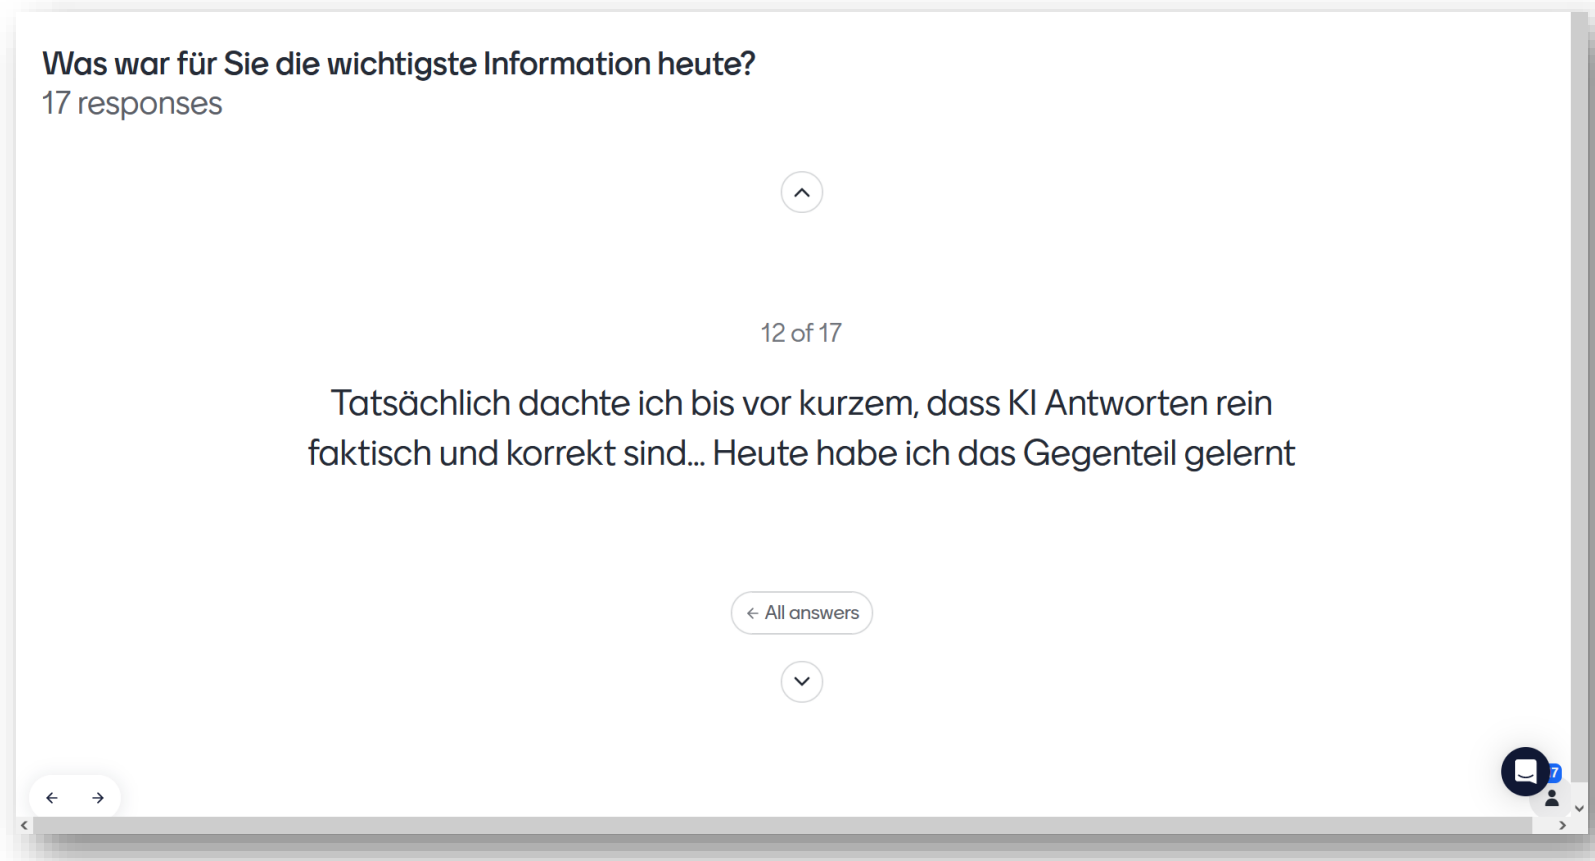 Was war für Sie die wichtigste Information heute?
17 responses
12 of 17
Tatsächlich dachte ich bis vor kurzem, dass KI Antworten rein
faktisch und korrekt sind... Heute habe ich das Gegenteil gelernt
← All answers